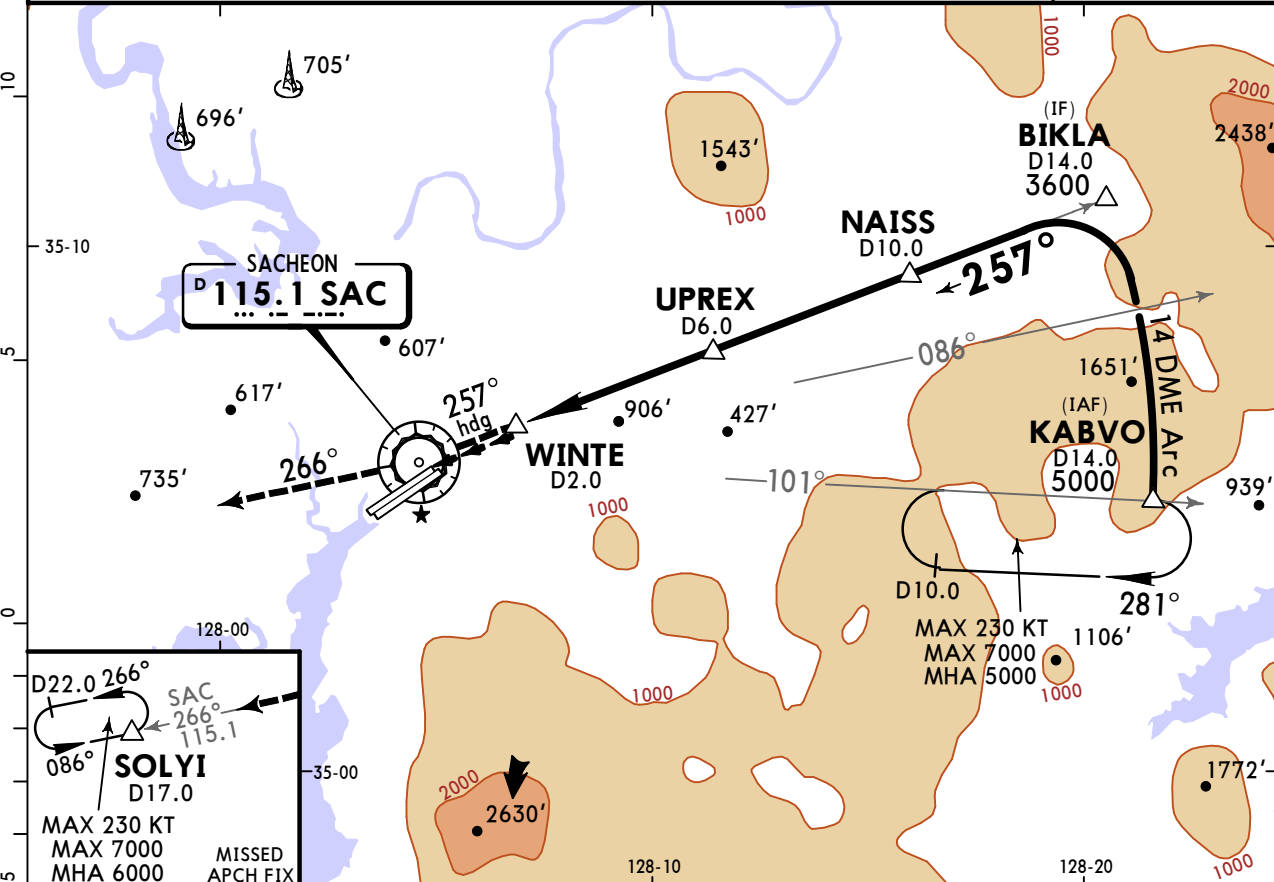 1000
2000
10
705'
696'
(IF)
BIKLA
D14.0
3600
2438'
1543'
1000
NAISS
D10.0
35-10
257°
SACHEON
D 115.1 SAC
UPREX
D6.0
086°
14 DME Arc
5
607'
1651'
617'
257°
hdg
906'
427'
(IAF)
KABVO
D14.0
5000
WINTE
D2.0
266°
735'
101°
939'
1000
D10.0
281°
0
128-00
MAX 230 KT
MAX 7000
MHA 5000
1106'
1000
1000
D22.0
266°
SAC
266°
115.1
086°
SOLYI
D17.0
35-00
2000
2630'
1772'
MAX 230 KT
MAX 7000
MHA 6000
MISSED
APCH FIX
128-10
128-20
1000
5